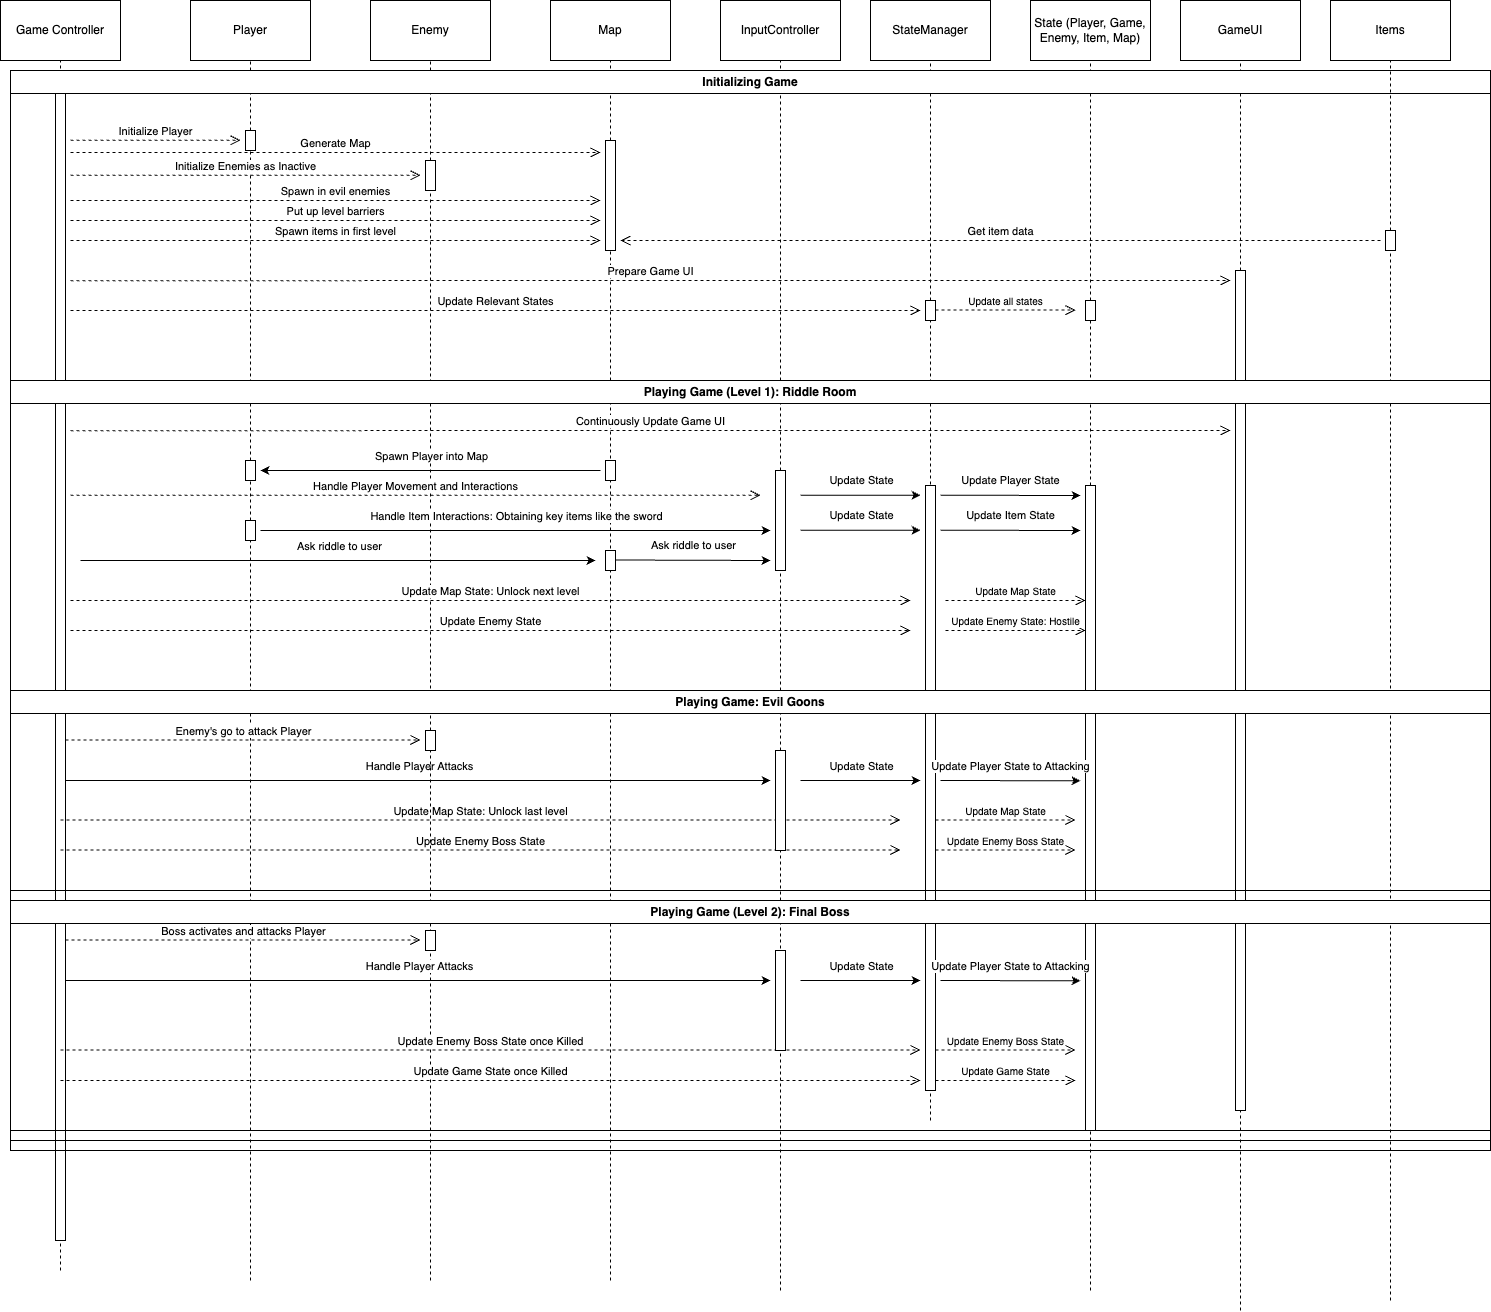 Game Controller
Player
Enemy
Map
InputController
StateManager
State (Player, Game,
Enemy, Item, Map)
GameUI
Items
Initializing Game
Initialize Player
Generate Map
Initialize Enemies as Inactive
Spawn in evil enemies
Put up level barriers
Spawn items in first level
Get item data
Prepare Game UI
Update Relevant States
Update all states
Playing Game (Level 1): Riddle Room
Continuously Update Game UI
Spawn Player into Map
Handle Player Movement and Interactions
Update State
Update Player State
Handle Item Interactions: Obtaining key items like the sword
Update State
Update Item State
Ask riddle to user
Ask riddle to user
Update Map State: Unlock next level
Update Map State
Update Enemy State
Update Enemy State: Hostile
Playing Game: Evil Goons
Enemy's go to attack Player
Handle Player Attacks
Update State
Update Player State to Attacking
Update Map State: Unlock last level
Update Map State
Update Enemy Boss State
Update Enemy Boss State
Playing Game (Level 2): Final Boss
Boss activates and attacks Player
Handle Player Attacks
Update State
Update Player State to Attacking
Update Enemy Boss State once Killed
Update Enemy Boss State
Update Game State once Killed
Update Game State